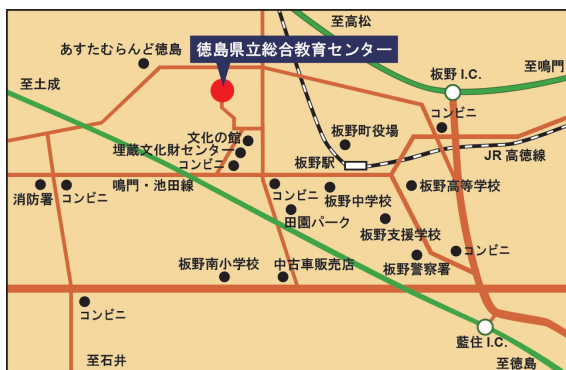 至高松
徳島県立総合教育センター
あすたむらんど徳島
至土成
板野 I.C.
至鳴門
コンビニ
文化の館
板野町役場
埋蔵文化財センター
コンビニ
板野駅
JR 高徳線
消防署
コンビニ
鳴門・池田線
コンビニ
板野中学校
板野高等学校
田園パーク
板野支援学校
コンビニ
板野南小学校
中古車販売店
板野警察署
コンビニ
藍住 I.C.
至石井
至徳島